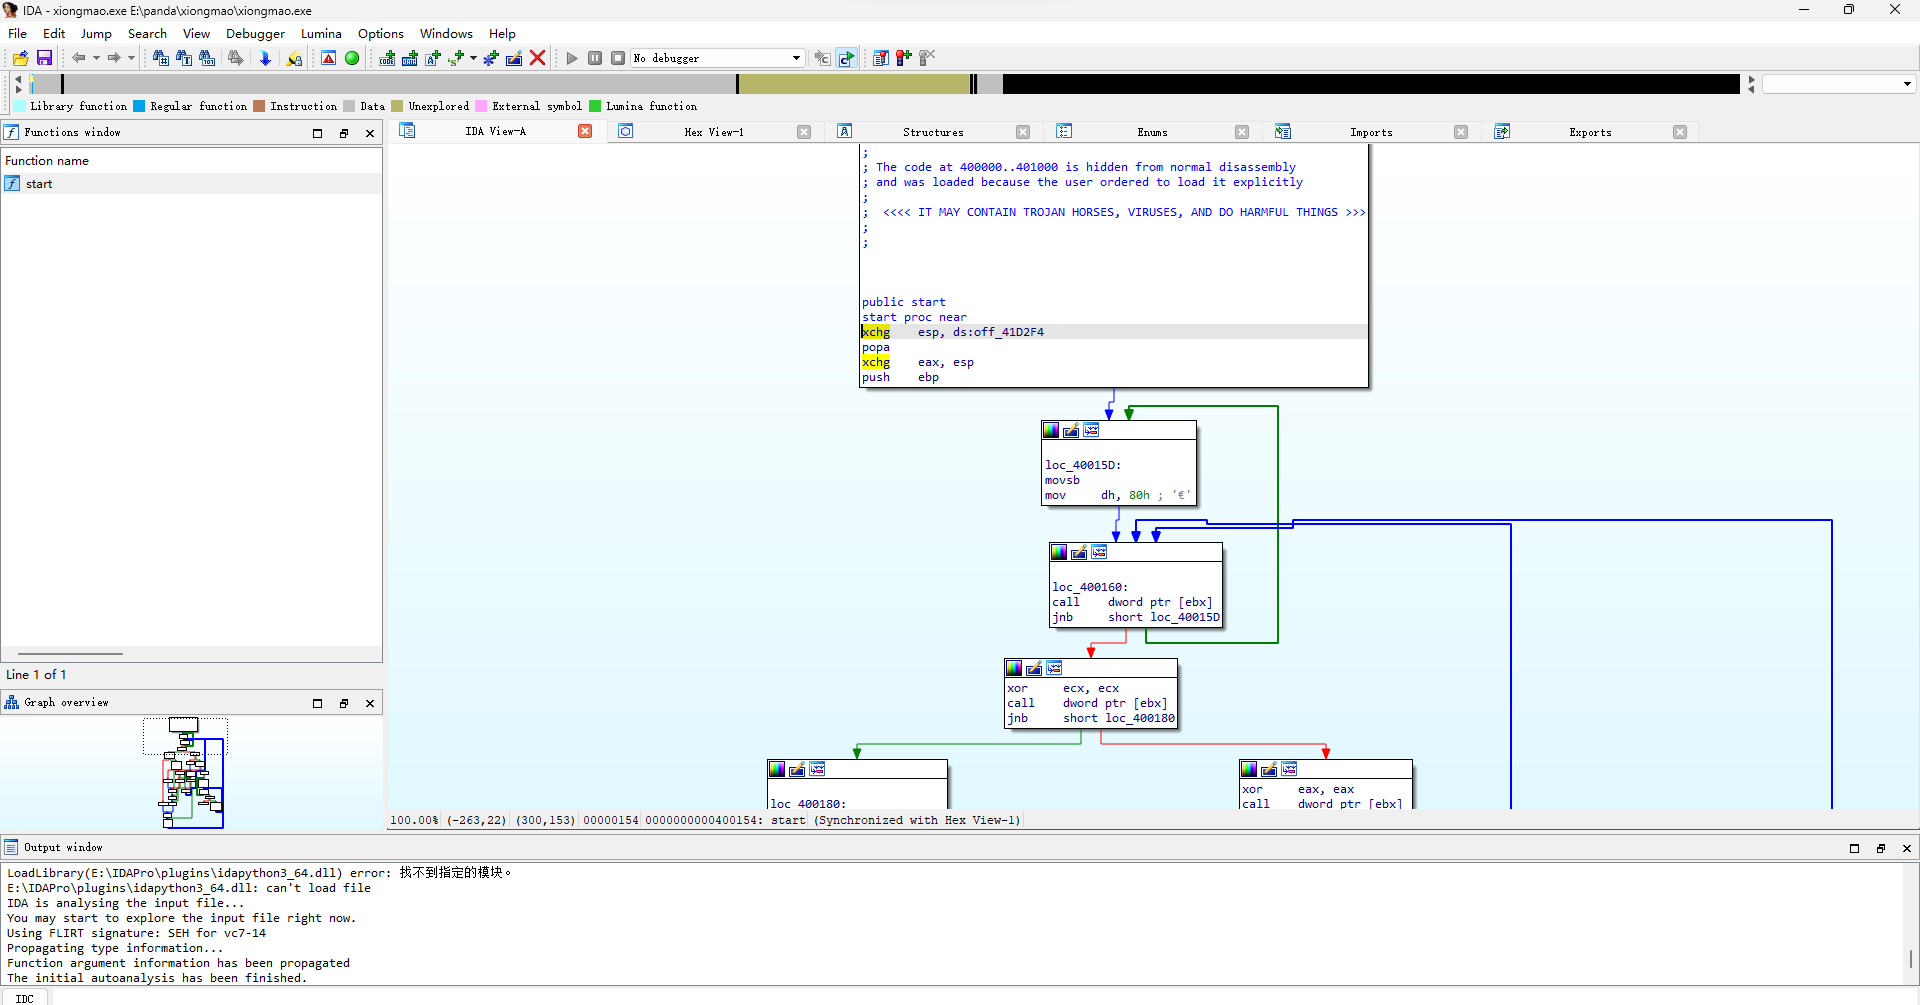 IDA - xiongmao.exe E:\panda\xiongmao\xiongmao.exe
File Edit Jump Search View Debugger Lumina Options Windows Help
No debugger
Library function Regular function Instruction Data Unexplored External symbol Lumina function
Functions window
IDA View-A Hex View-1 Structures Enums Imports Exports
Function name
start
Line 1 of 1
Graph overview
;
; The code at 400000..401000 is hidden from normal disassembly
; and was loaded because the user ordered to load it explicitly
;
; <<<< IT MAY CONTAIN TROJAN HORSES, VIRUSES, AND DO HARMFUL THINGS >>>
;
;
public start
start proc near
xchg esp, ds:off_41D2F4
popa
xchg eax, esp
push ebp
loc_40015D:
movsb
mov dh, 80h ; '€'
loc_400160:
call dword ptr [ebx]
jnb short loc_40015D
xor ecx, ecx
call dword ptr [ebx]
jnb short loc_400180
loc_400180:
xor eax, eax
call dword ptr [ebx]
100.00% (-263,22) (300,153) 00000154 0000000000400154: start (Synchronized with Hex View-1)
Output window
LoadLibrary(E:\IDAPro\plugins\idapython3_64.dll) error: 找不到指定的模块。
E:\IDAPro\plugins\idapython3_64.dll: can't load file
IDA is analysing the input file...
You may start to explore the input file right now.
Using FLIRT signature: SEH for vc7-14
Propagating type information...
Function argument information has been propagated
The initial autoanalysis has been finished.
IDC